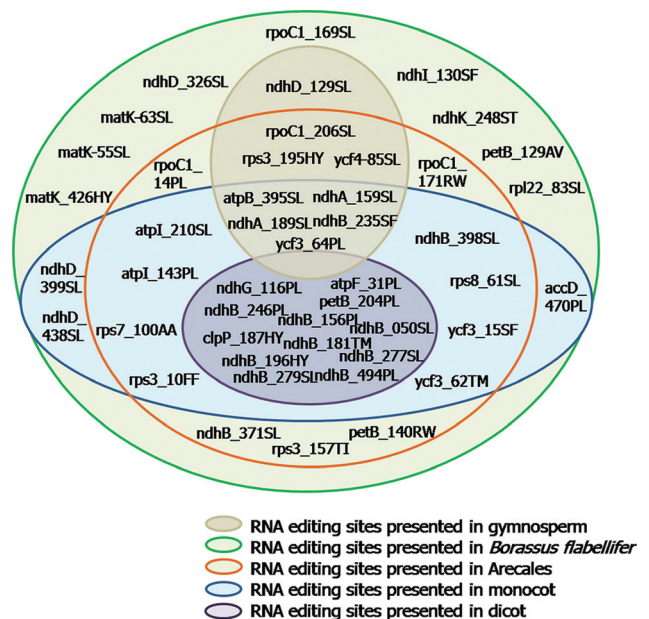 rpoC1_169SL
ndhD_326SL
ndhD_129SL
ndhI_130SF
matK-63SL
ndhK_248ST
rpoC1_206SL
matK-55SL
rps3_195HY
ycf4-85SL
petB_129AV
rpoC1_
14PL
rpoC1_
171RW
matK_426HY
rpl22_83SL
atpB_395SL
ndhA_159SL
atpI_210SL
ndhA_189SL
ndhB_235SF
ndhB_398SL
ycf3_64PL
ndhD_
399SL
atpI_143PL
ndhG_116PL
atpF_31PL
rps8_61SL
accD_
470PL
ndhB_246PL
petB_204PL
ndhD_
438SL
rps7_100AA
ndhB_156PL
ndhB_050SL
ycf3_15SF
clpP_187HY
ndhB_181TM
ndhB_196HY
ndhB_277SL
rps3_10FF
ndhB_279SL
ndhB_494PL
ycf3_62TM
ndhB_371SL
petB_140RW
rps3_157TI
RNA editing sites presented in gymnosperm
RNA editing sites presented in Borassus flabellifer
RNA editing sites presented in Arecales
RNA editing sites presented in monocot
RNA editing sites presented in dicot